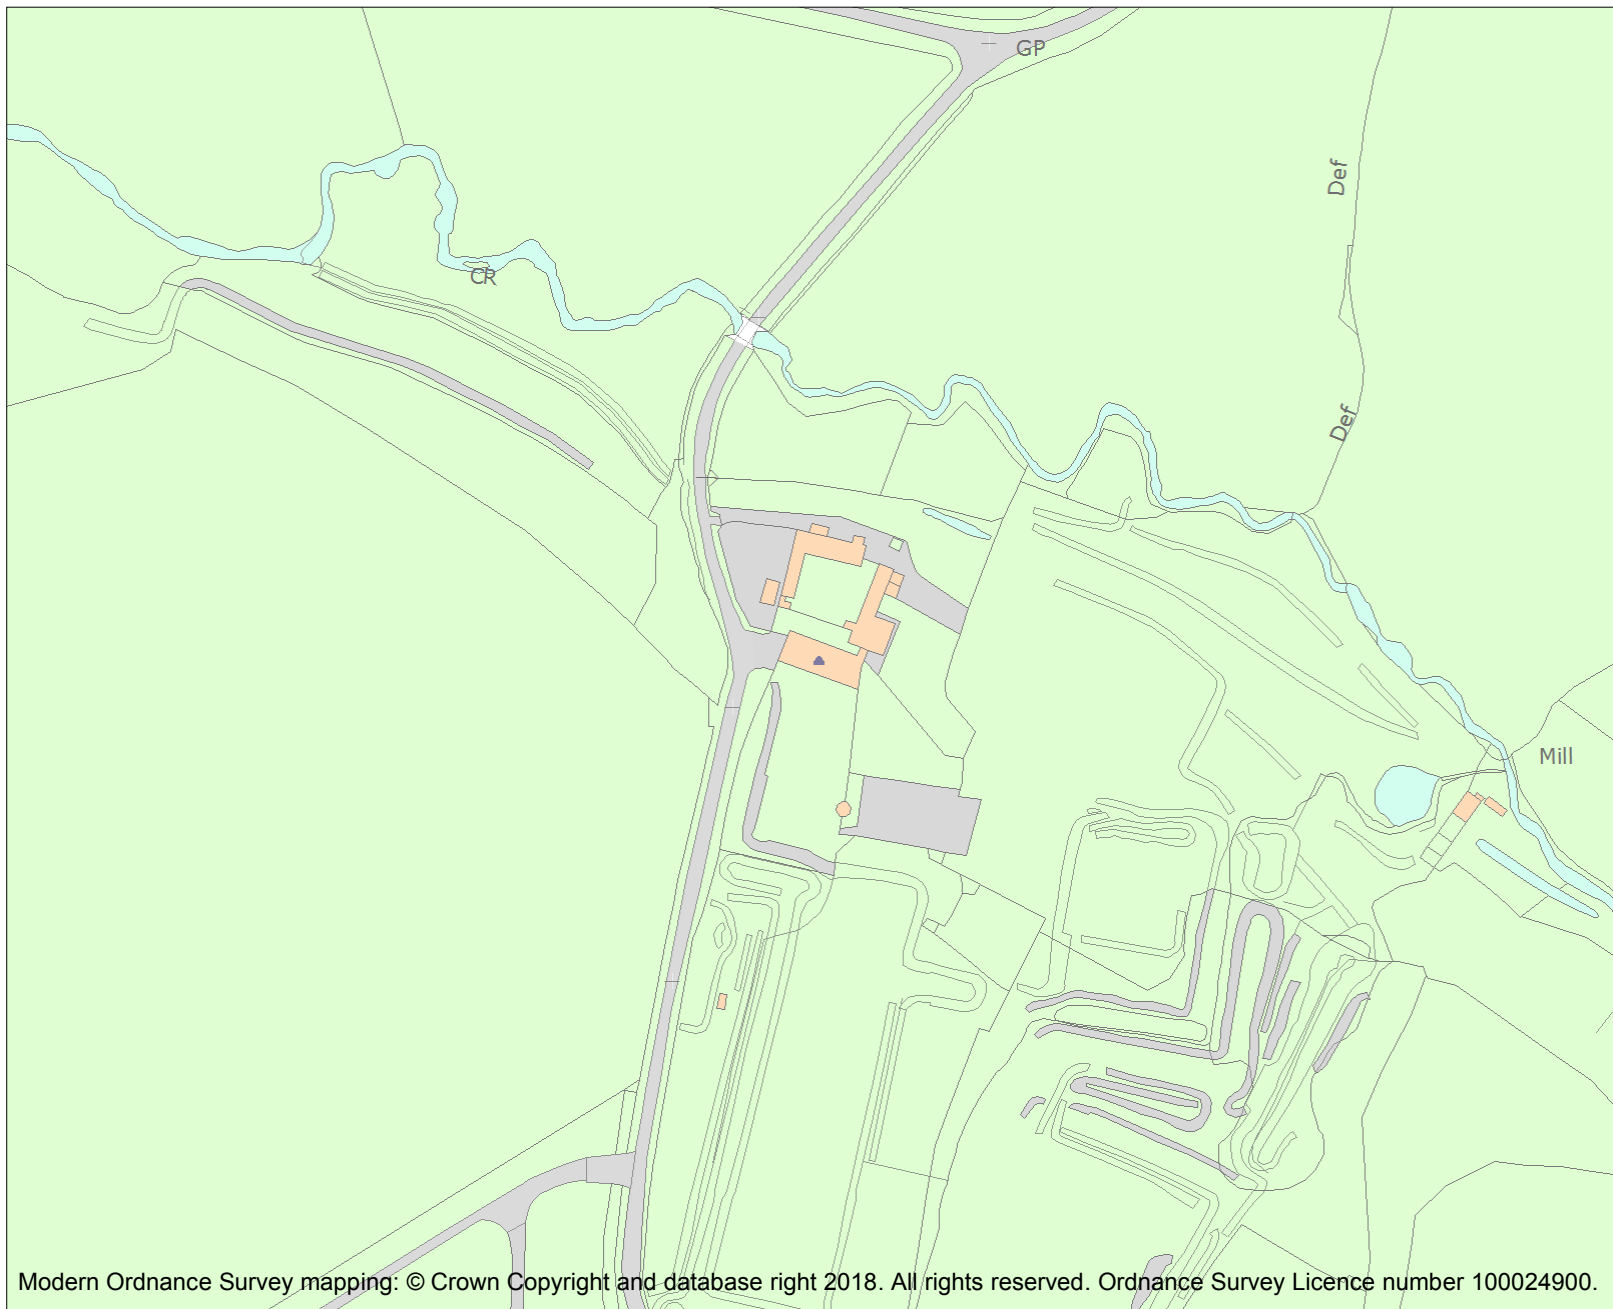 GP
Def
CR
Def
Mill
Modern Ordnance Survey mapping: © Crown Copyright and database right 2018. All rights reserved. Ordnance Survey Licence number 100024900.